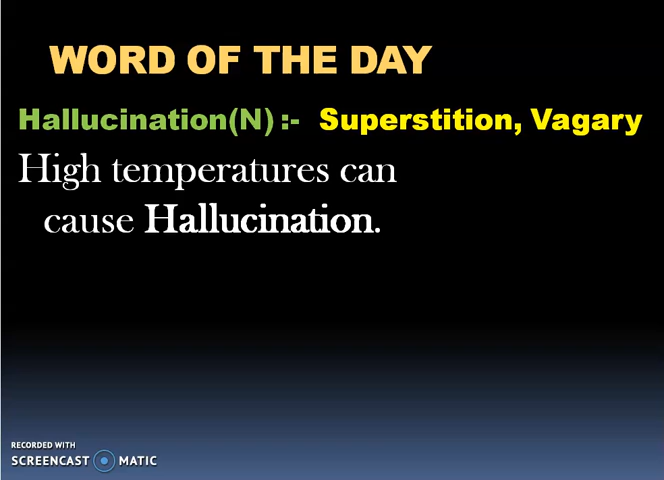 WORD OF THE DAY
Hallucination(N) :- Superstition, Vagary
High temperatures can
cause Hallucination.
RECORDED WITH
SCREENCAST MATIC